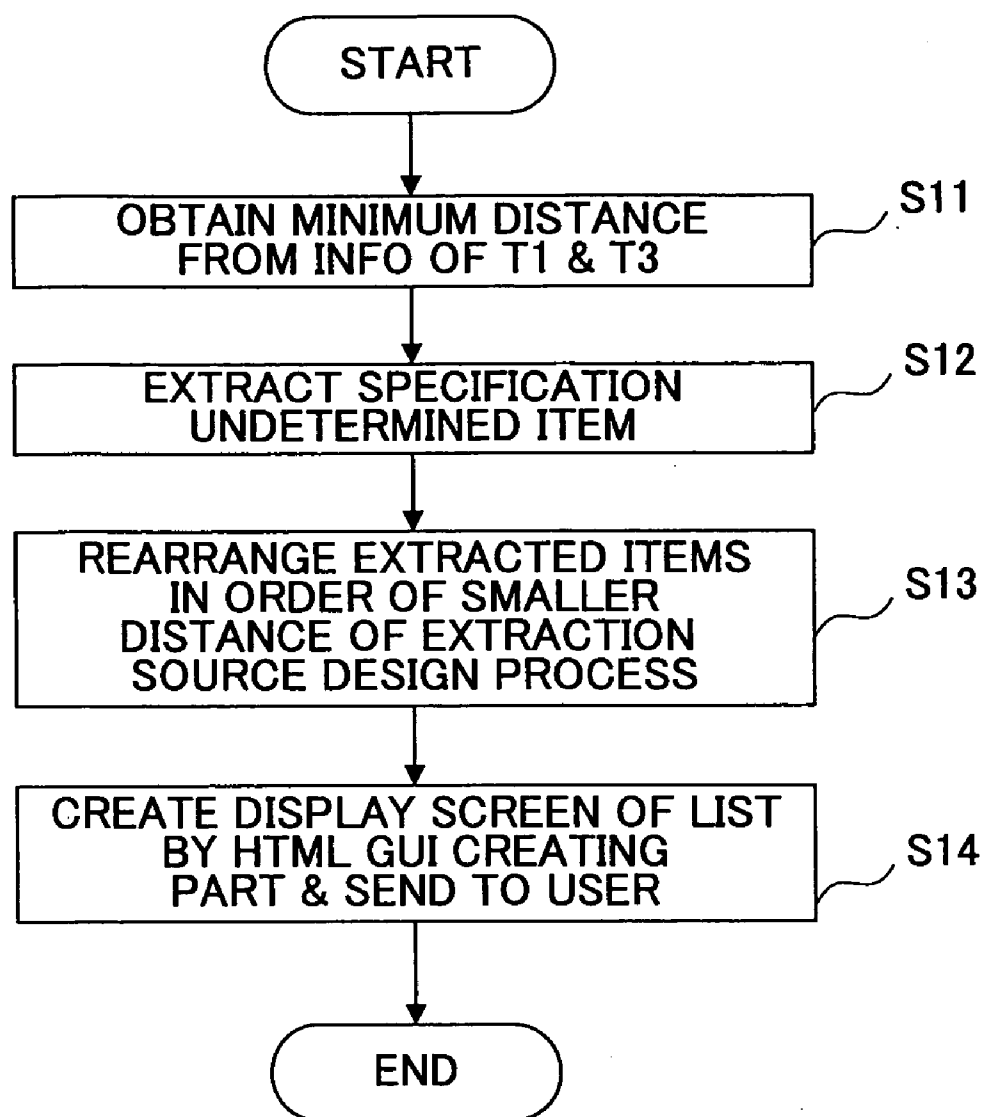 START
OBTAIN MINIMUM DISTANCE
FROM INFO OF T1 & T3
S11
EXTRACT SPECIFICATION
UNDETERMINED ITEM
S12
REARRANGE EXTRACTED ITEMS
IN ORDER OF SMALLER
DISTANCE OF EXTRACTION
SOURCE DESIGN PROCESS
S13
CREATE DISPLAY SCREEN OF LIST
BY HTML GUI CREATING
PART & SEND TO USER
S14
END